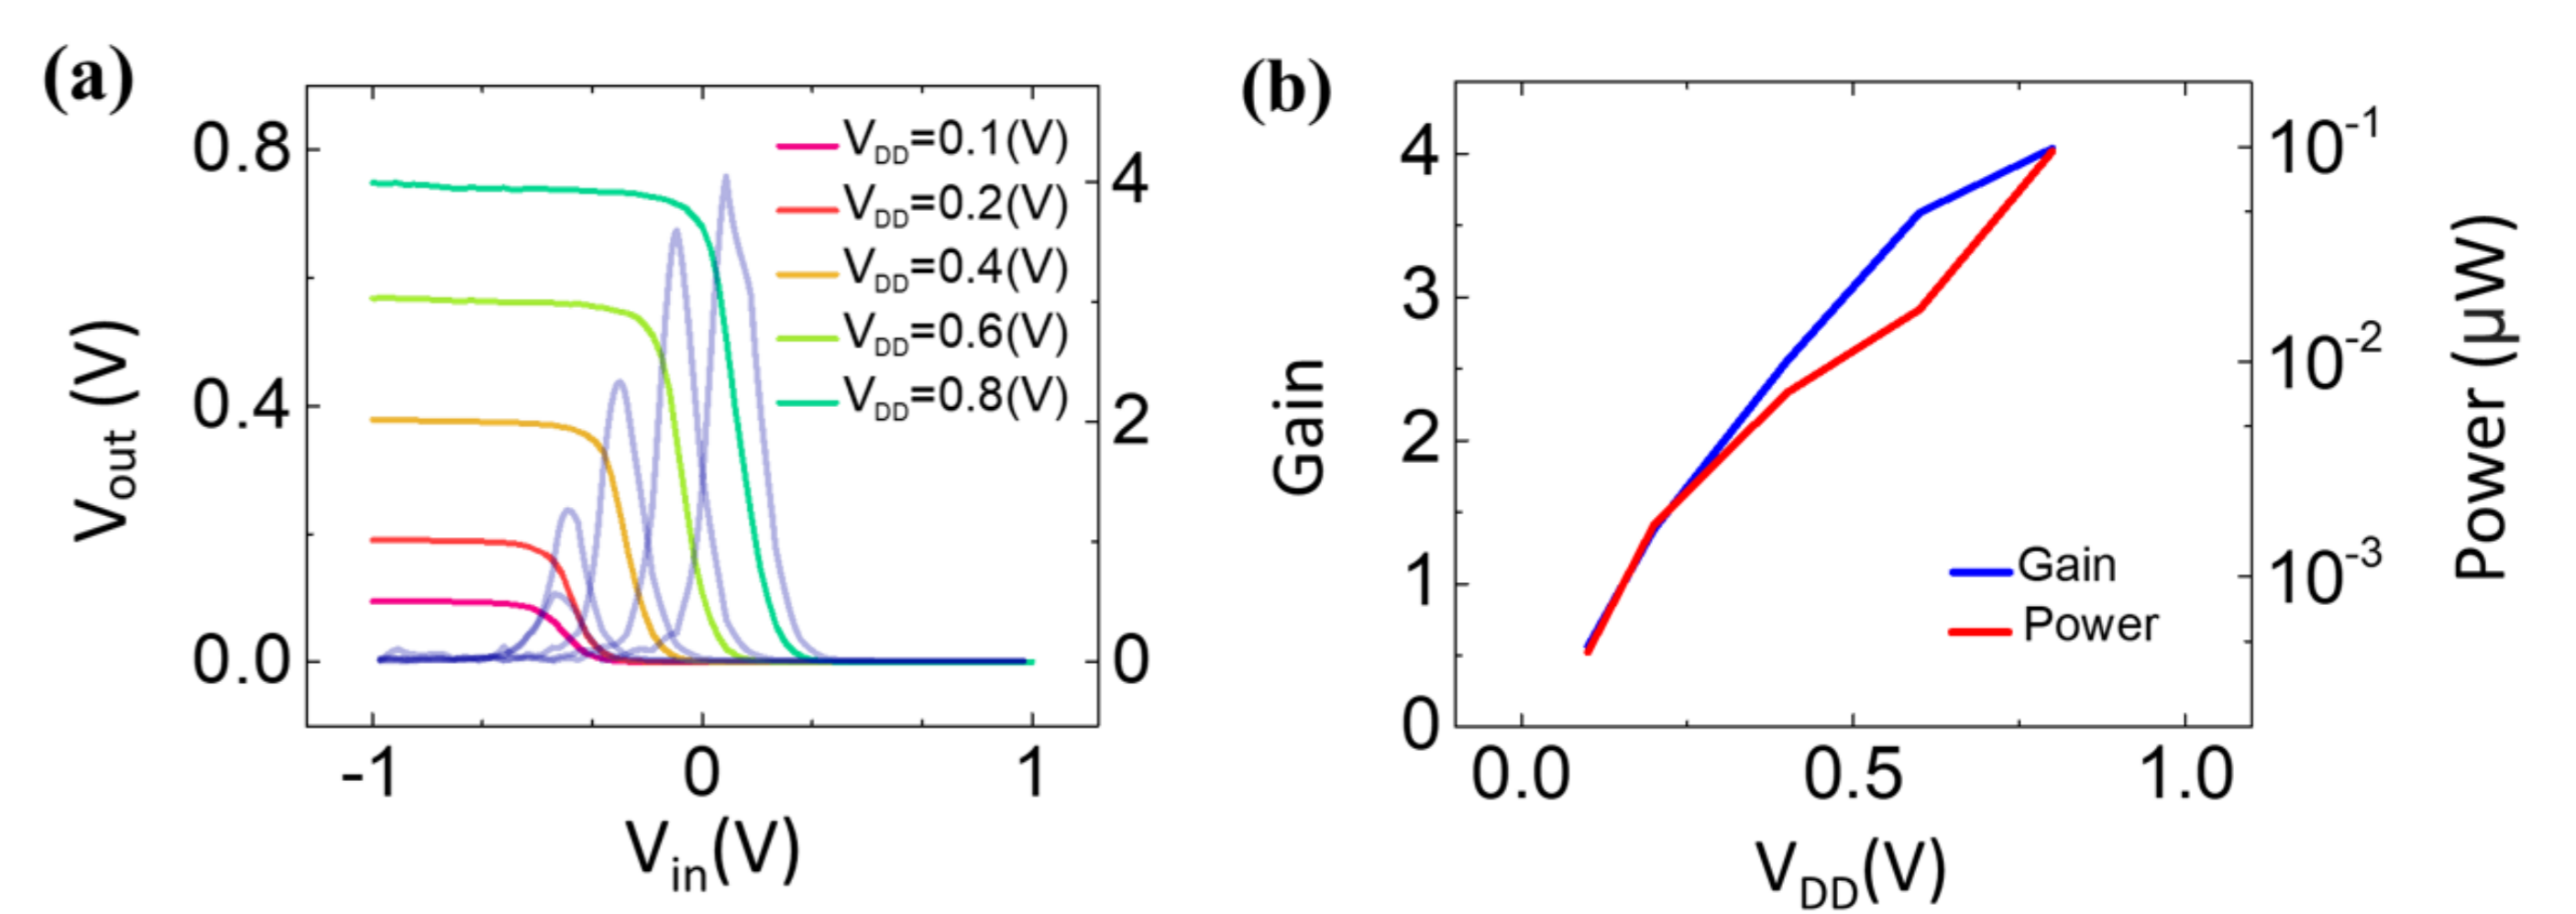 (a)
0.8
0.4
0.0
V_out (V)
-1
0
1
V_in(V)
4
2
0
V_DD=0.1(V)
V_DD=0.2(V)
V_DD=0.4(V)
V_DD=0.6(V)
V_DD=0.8(V)
(b)
4
3
2
1
0
Gain
0.0
0.5
1.0
V_DD(V)
10^-1
10^-2
10^-3
Power (μW)
Gain
Power